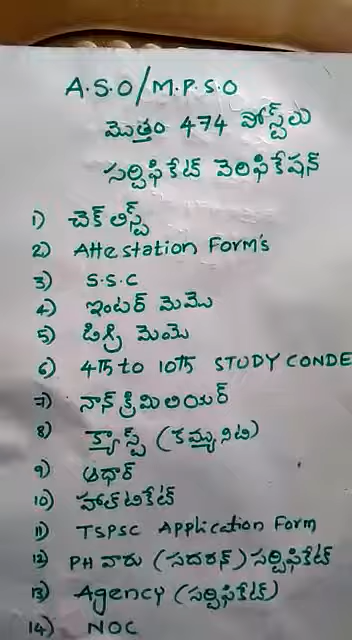 A.S.O/M.P.S.O
మొత్తం 474 పోస్ట్‌లు
సర్టిఫికేట్ వెరిఫికేషన్
1) చెక్ లిస్ట్
2) Attestation Form's
3) S.S.C
4) ఇంటర్ మెమొ
5) డిగ్రి మెమొ
6) 4th to 10th STUDY CONDE
7) నాన్ క్రిమిలయర్
8) క్యాస్ట్ (కమ్యునిటి)
9) ఆధార్
10) హాల్ టికెట్
11) TSPSC Application Form
12) PH వారు (సదరన్) సర్టిఫికేట్
13) Agency (సర్టిఫికేట్)
14) NOC